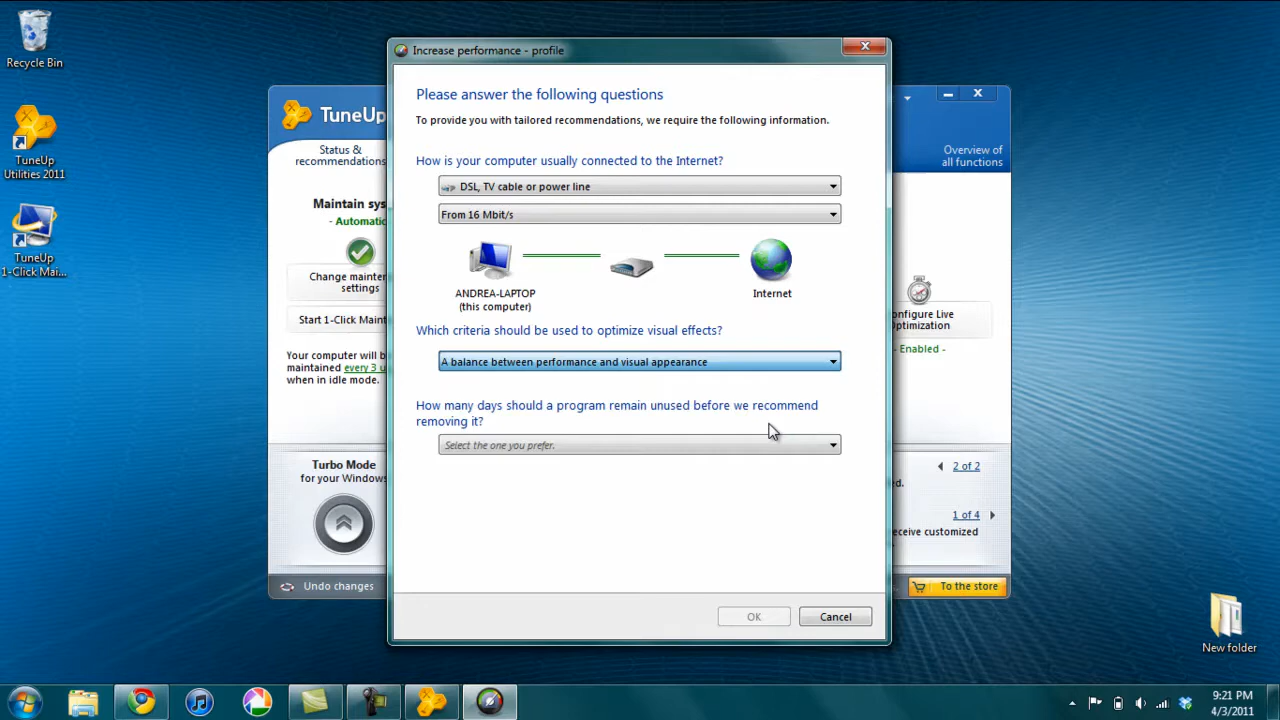 Recycle Bin
TuneUp
Utilities 2011
TuneUp
1-Click Mai...
TuneUp
Status &
recommendations
Overview of
all functions
Maintain sys
- Automatic
Change mainten
settings
Start 1-Click Maint
Your computer will be
maintained every 3
when in idle mode.
Turbo Mode
for your Windows
Undo changes
Increase performance - profile
Please answer the following questions
To provide you with tailored recommendations, we require the following information.
How is your computer usually connected to the Internet?
DSL, TV cable or power line
From 16 Mbit/s
ANDREA-LAPTOP
(this computer)
Internet
Which criteria should be used to optimize visual effects?
A balance between performance and visual appearance
How many days should a program remain unused before we recommend
removing it?
Select the one you prefer.
OK
Cancel
onfigure Live
Optimization
- Enabled -
2 of 2
ed.
1 of 4
eceive customized
To the store
New folder
9:21 PM
4/3/2011